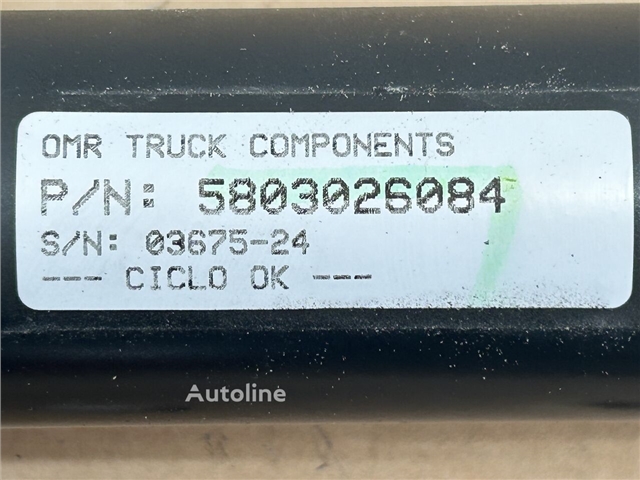 OMR TRUCK COMPONENTS
P/N: 5803026084
S/N: 03675-24
--- CICLO OK ---
Autoline